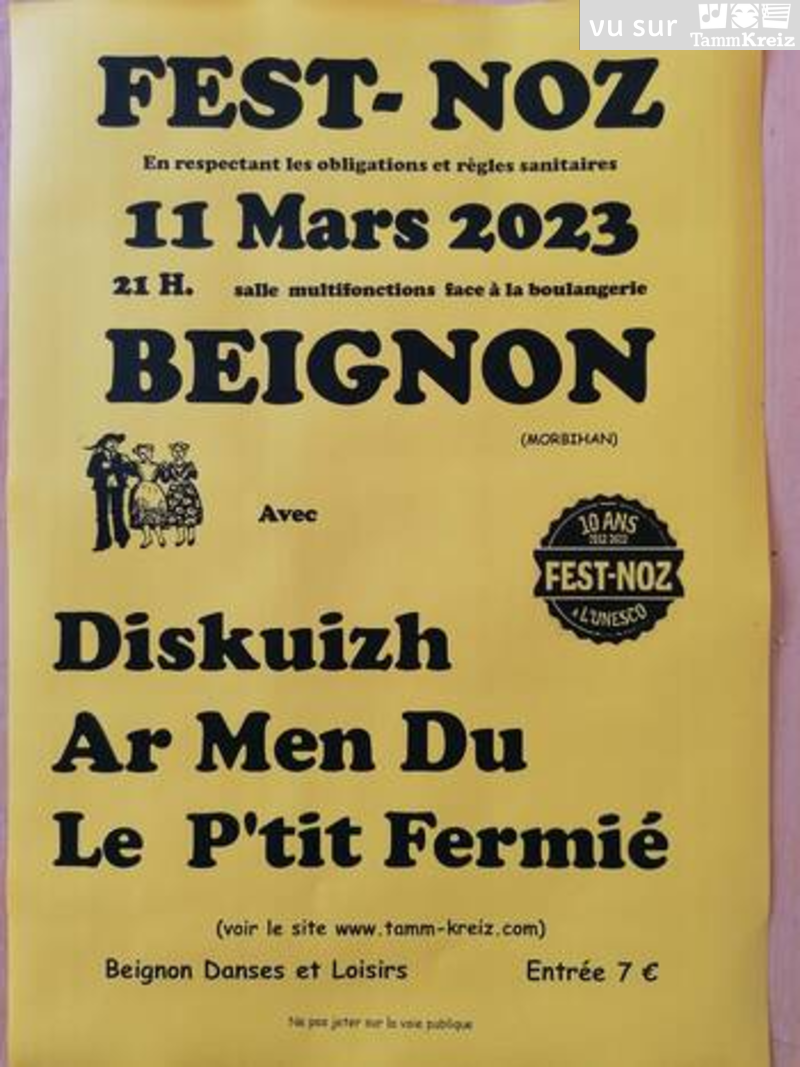 vu sur TammKreiz
FEST- NOZ
En respectant les obligations et règles sanitaires
11 Mars 2023
21 H. salle multifonctions face à la boulangerie
BEIGNON
(MORBIHAN)
Avec
10 ANS
2012 2022
FEST-NOZ
à L'UNESCO
Diskuizh
Ar Men Du
Le P'tit Fermié
(voir le site www.tamm-kreiz.com)
Beignon Danses et Loisirs Entrée 7 €
Ne pas jeter sur la voie publique